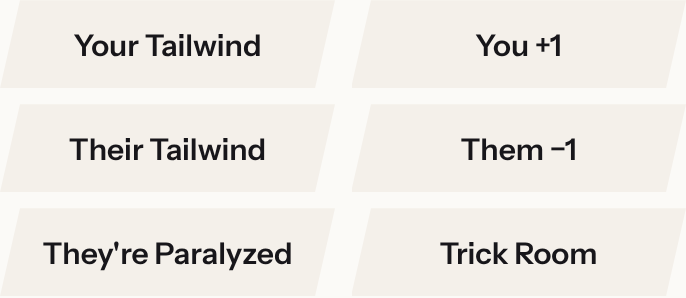 Your Tailwind
You +1
Their Tailwind
Them −1
They're Paralyzed
Trick Room